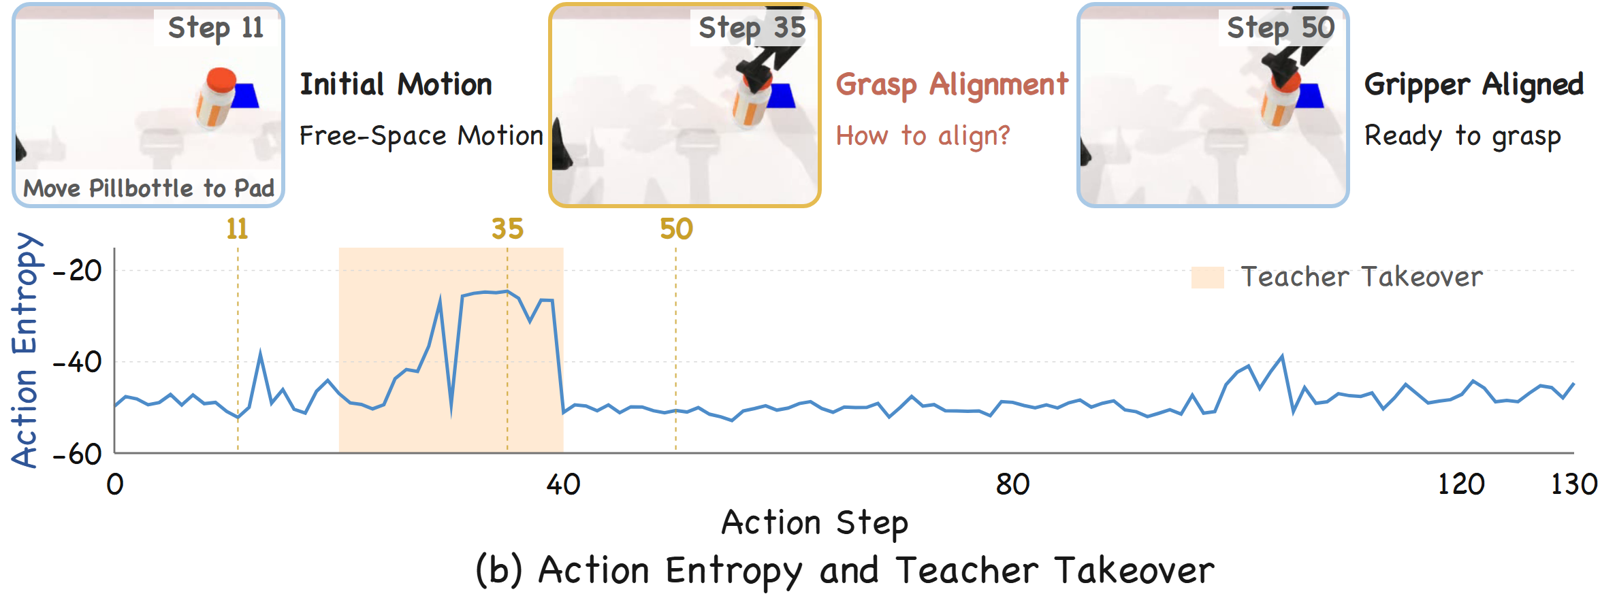 Step 11
Move Pillbottle to Pad
Initial Motion
Free-Space Motion
Step 35
Grasp Alignment
How to align?
Step 50
Gripper Aligned
Ready to grasp
11
35
50
Action Entropy
-20
-40
-60
Teacher Takeover
0
40
80
120
130
Action Step
(b) Action Entropy and Teacher Takeover